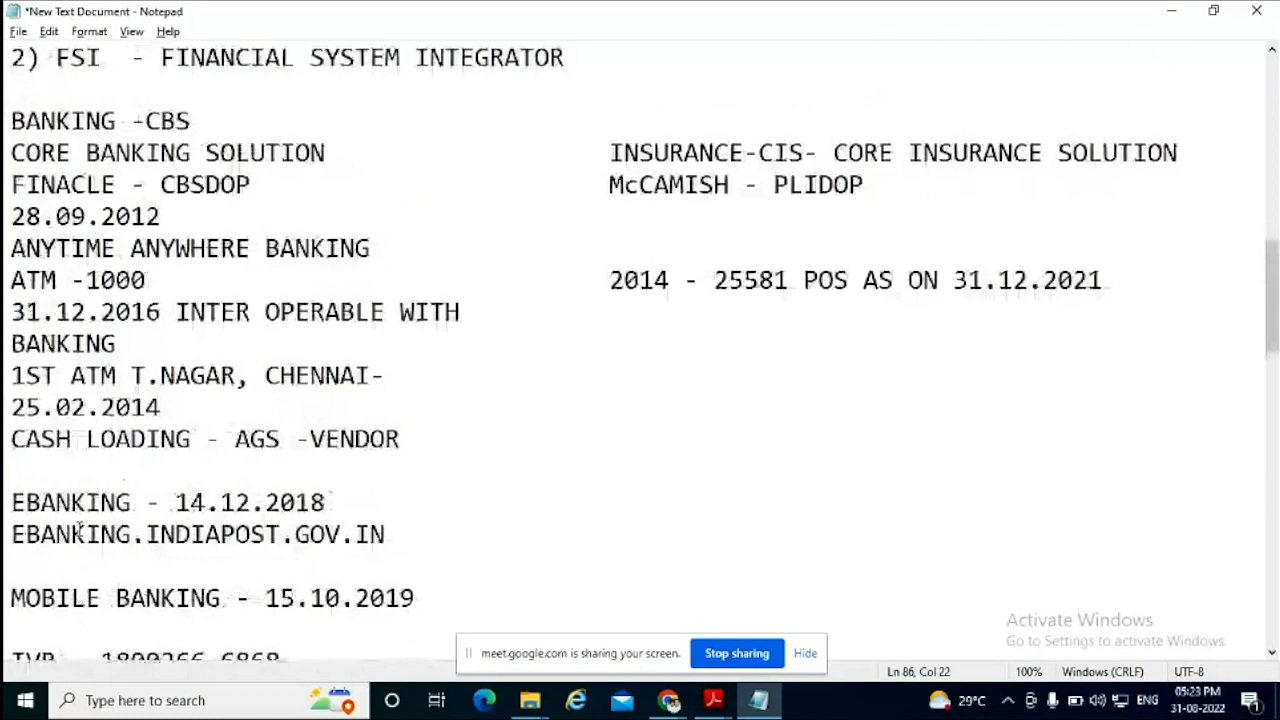 *New Text Document - Notepad
File Edit Format View Help
2) FSI - FINANCIAL SYSTEM INTEGRATOR
BANKING -CBS
CORE BANKING SOLUTION INSURANCE-CIS- CORE INSURANCE SOLUTION
FINACLE - CBSDOP McCAMISH - PLIDOP
28.09.2012
ANYTIME ANYWHERE BANKING
ATM -1000 2014 - 25581 POS AS ON 31.12.2021
31.12.2016 INTER OPERABLE WITH
BANKING
1ST ATM T.NAGAR, CHENNAI-
25.02.2014
CASH LOADING - AGS -VENDOR
EBANKING - 14.12.2018
EBANKING.INDIAPOST.GOV.IN
MOBILE BANKING - 15.10.2019
Activate Windows
Go to Settings to activate Windows.
meet.google.com is sharing your screen. Stop sharing Hide
Ln 86, Col 22 100% Windows (CRLF) UTF-8
Type here to search 29°C ENG 05:23 PM
31-08-2022